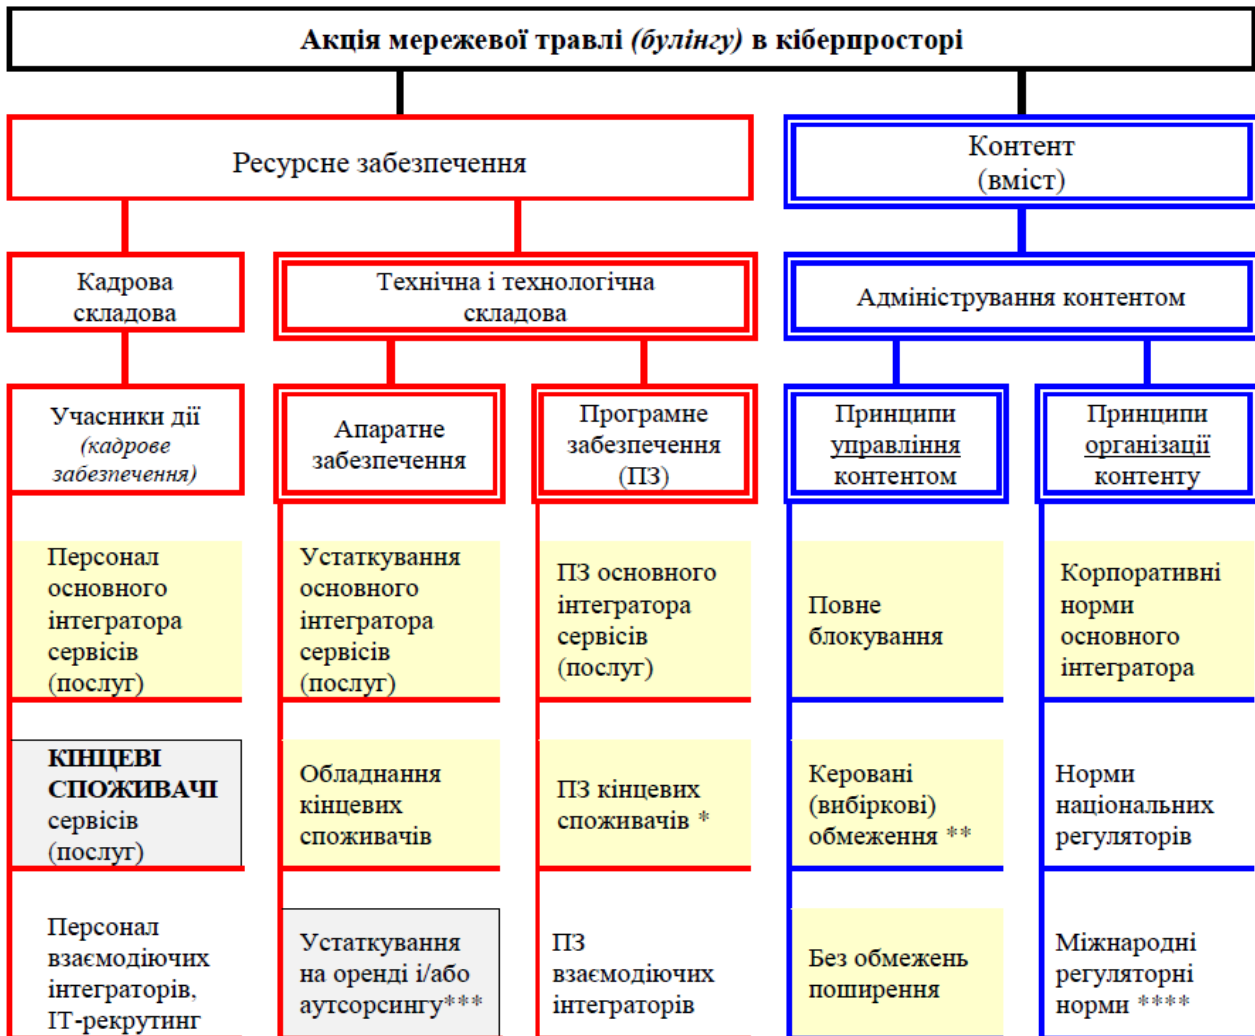 Акція мережевої травлі (булінгу) в кіберпросторі
Ресурсне забезпечення
Контент
(вміст)
Кадрова
складова
Технічна і технологічна
складова
Адміністрування контентом
Учасники дії
(кадрове
забезпечення)
Апаратне
забезпечення
Програмне
забезпечення
(ПЗ)
Принципи
управління
контентом
Принципи
організації
контенту
Персонал
основного
інтегратора
сервісів
(послуг)
Устаткування
основного
інтегратора
сервісів
(послуг)
ПЗ основного
інтегратора
сервісів
(послуг)
Повне
блокування
Корпоративні
норми
основного
інтегратора
КІНЦЕВІ
СПОЖИВАЧІ
сервісів
(послуг)
Обладнання
кінцевих
споживачів
ПЗ кінцевих
споживачів *
Керовані
(вибіркові)
обмеження **
Норми
національних
регуляторів
Персонал
взаємодіючих
інтеграторів,
ІТ-рекрутинг
Устаткування
на оренді і/або
аутсорсингу***
ПЗ
взаємодіючих
інтеграторів
Без обмежень
поширення
Міжнародні
регуляторні
норми ****